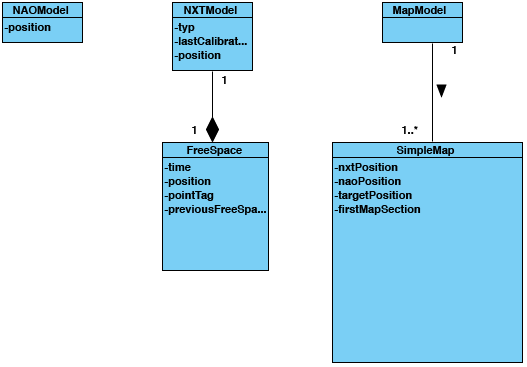 NAOModel
-position
NXTModel
-typ
-lastCalibrat...
-position
MapModel
1
1
1
1..*
FreeSpace
-time
-position
-pointTag
-previousFreeSpa...
SimpleMap
-nxtPosition
-naoPosition
-targetPosition
-firstMapSection